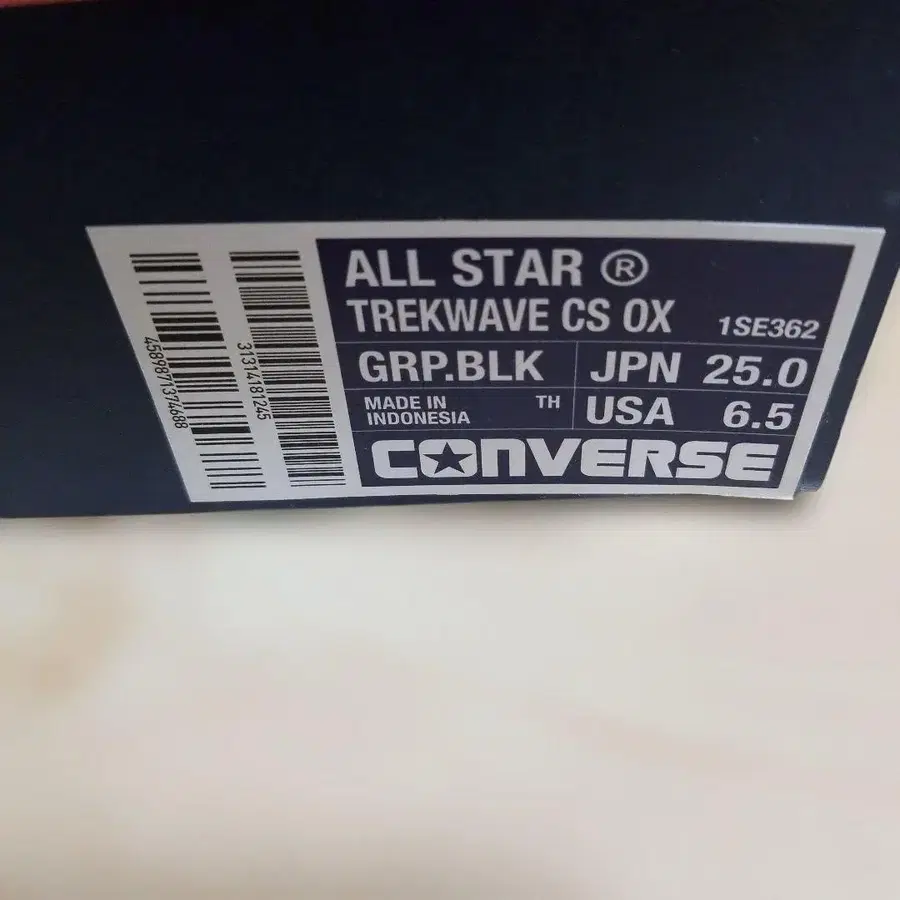 ALL STAR ®
TREKWAVE CS OX 1SE362
GRP.BLK JPN 25.0
MADE IN INDONESIA TH USA 6.5
CONVERSE
4589871374688
31314181245